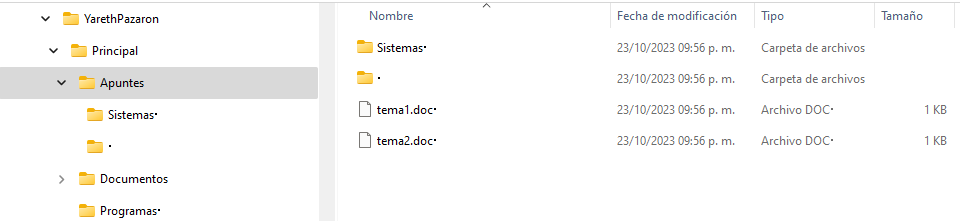 YarethPazaron
Principal
Apuntes
Sistemas·
·
Documentos
Programas·
Nombre Fecha de modificación Tipo Tamaño
Sistemas· 23/10/2023 09:56 p. m. Carpeta de archivos
· 23/10/2023 09:56 p. m. Carpeta de archivos
tema1.doc· 23/10/2023 09:56 p. m. Archivo DOC· 1 KB
tema2.doc· 23/10/2023 09:56 p. m. Archivo DOC· 1 KB